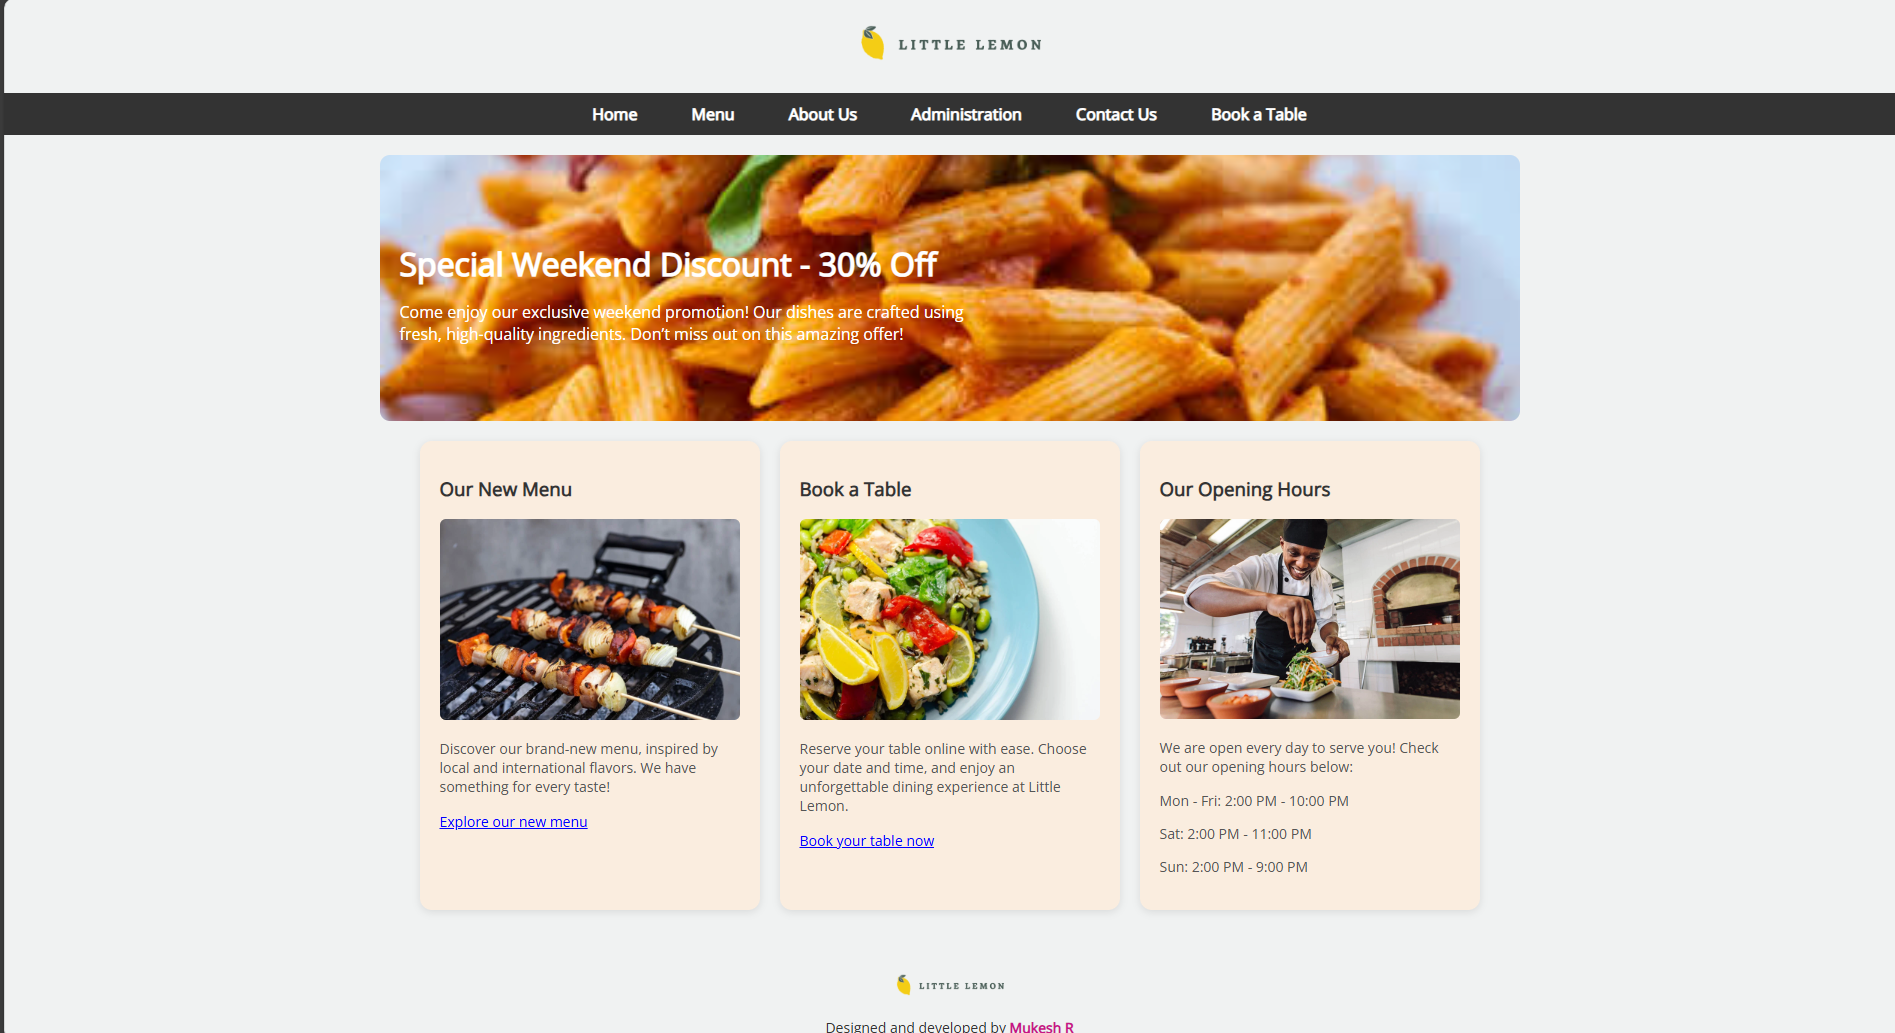 LITTLE LEMON
Home Menu About Us Administration Contact Us Book a Table
Special Weekend Discount - 30% Off
Come enjoy our exclusive weekend promotion! Our dishes are crafted using
fresh, high-quality ingredients. Don’t miss out on this amazing offer!
Our New Menu
Discover our brand-new menu, inspired by
local and international flavors. We have
something for every taste!
Explore our new menu
Book a Table
Reserve your table online with ease. Choose
your date and time, and enjoy an
unforgettable dining experience at Little
Lemon.
Book your table now
Our Opening Hours
We are open every day to serve you! Check
out our opening hours below:
Mon - Fri: 2:00 PM - 10:00 PM
Sat: 2:00 PM - 11:00 PM
Sun: 2:00 PM - 9:00 PM
LITTLE LEMON
Designed and developed by Mukesh R